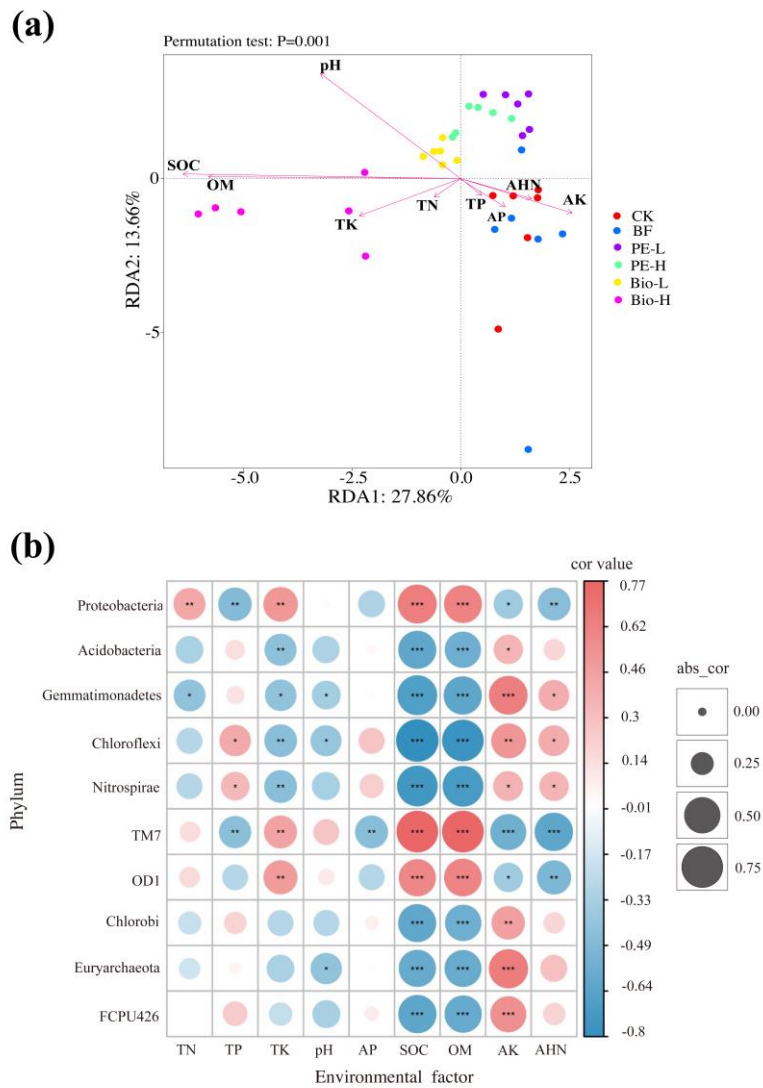 (a)
Permutation test: P=0.001
pH
SOC
OM
TK
TN
TP
AP
AHN
AK
0
-5
RDA2: 13.66%
-5.0
-2.5
0.0
2.5
RDA1: 27.86%
CK
BF
PE-L
PE-H
Bio-L
Bio-H
(b)
cor value
Proteobacteria ** ** ** *** *** * **
Acidobacteria ** *** *** *
Gemmatimonadetes * * * *** *** *** *
Chloroflexi * ** * *** *** ** *
Nitrospirae * ** *** *** * *
TM7 ** ** ** *** *** *** ***
OD1 ** *** *** * **
Chlorobi *** *** **
Euryarchaeota * *** *** ***
FCPU426 *** *** ***
Phylum
TN TP TK pH AP SOC OM AK AHN
Environmental factor
0.77
0.62
0.46
0.3
0.14
-0.01
-0.17
-0.33
-0.49
-0.64
-0.8
abs_cor
0.00
0.25
0.50
0.75